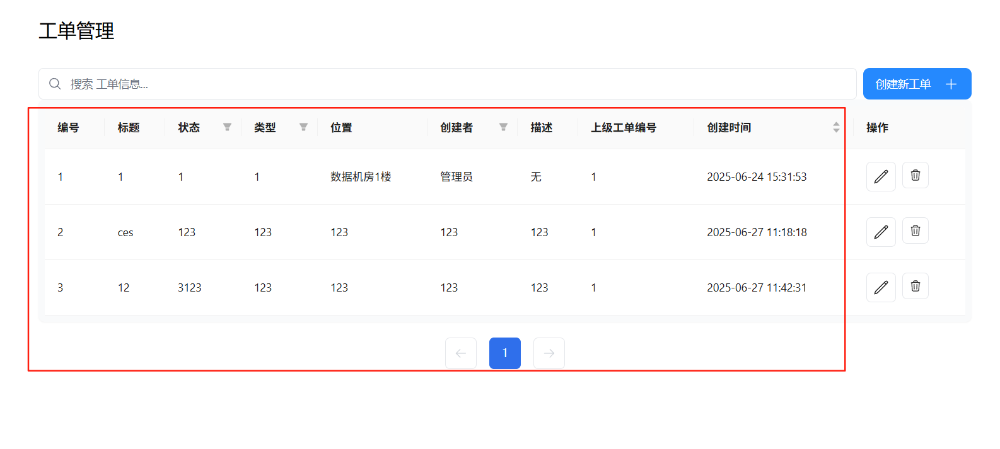 工单管理
搜索 工单信息...
创建新工单
编号 标题 状态 类型 位置 创建者 描述 上级工单编号 创建时间 操作
1 1 1 1 数据机房1楼 管理员 无 1 2025-06-24 15:31:53
2 ces 123 123 123 123 123 1 2025-06-27 11:18:18
3 12 3123 123 123 123 123 1 2025-06-27 11:42:31
1